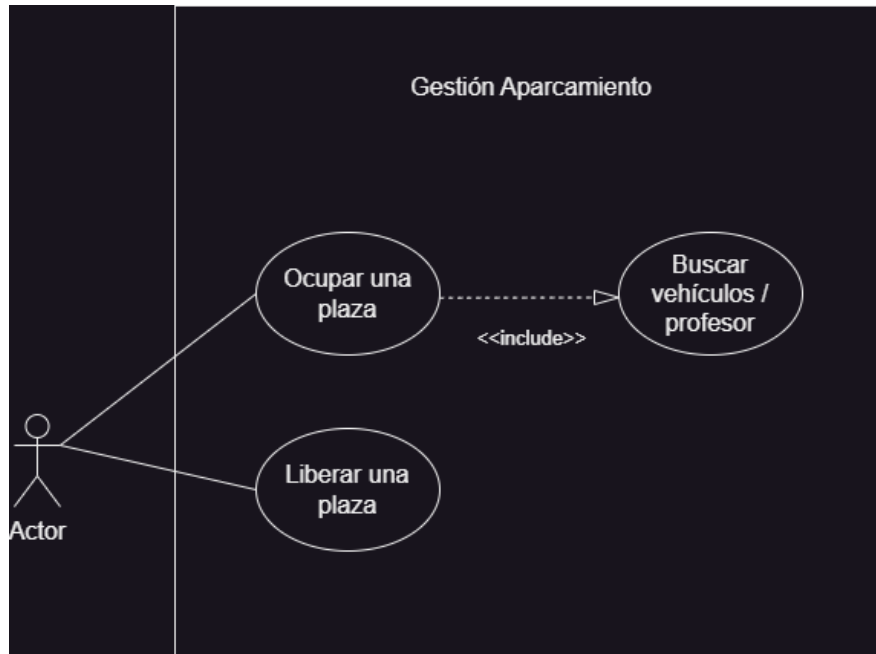 Gestión Aparcamiento
Ocupar una
plaza
<<include>>
Buscar
vehículos /
profesor
Liberar una
plaza
Actor